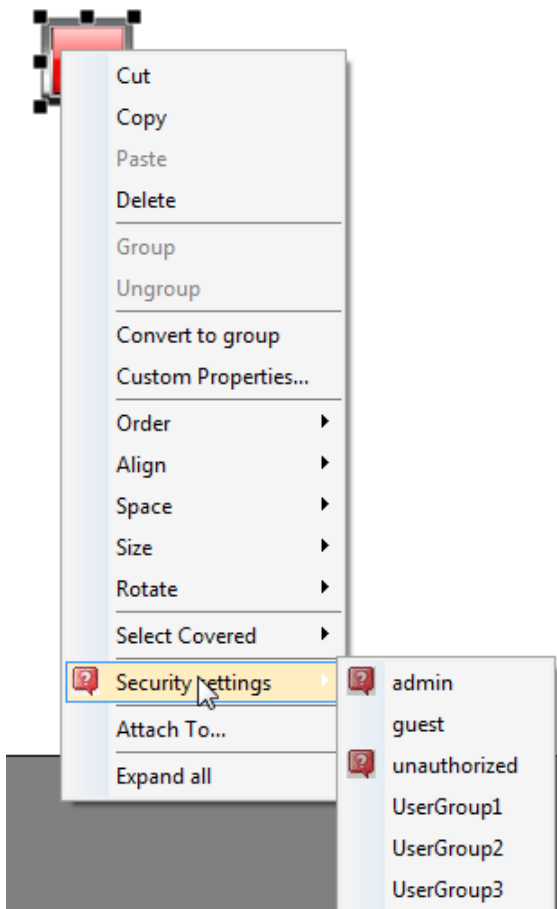 Cut
Copy
Paste
Delete
Group
Ungroup
Convert to group
Custom Properties...
Order
Align
Space
Size
Rotate
Select Covered
Security settings
Attach To...
Expand all
admin
guest
unauthorized
UserGroup1
UserGroup2
UserGroup3